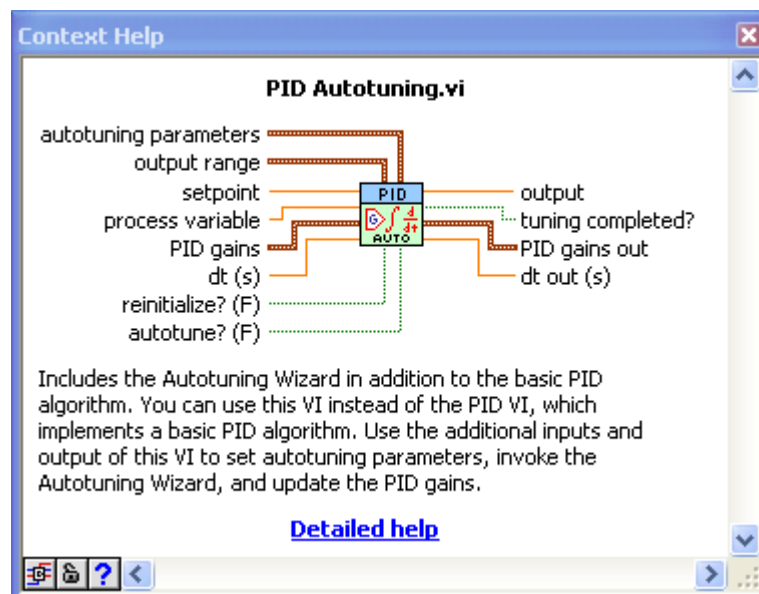 Context Help
PID Autotuning.vi
autotuning parameters
output range
setpoint
process variable
PID gains
dt (s)
reinitialize? (F)
autotune? (F)
PID
G
d
dt
AUTO
output
tuning completed?
PID gains out
dt out (s)
Includes the Autotuning Wizard in addition to the basic PID
algorithm. You can use this VI instead of the PID VI, which
implements a basic PID algorithm. Use the additional inputs and
output of this VI to set autotuning parameters, invoke the
Autotuning Wizard, and update the PID gains.
Detailed help
?